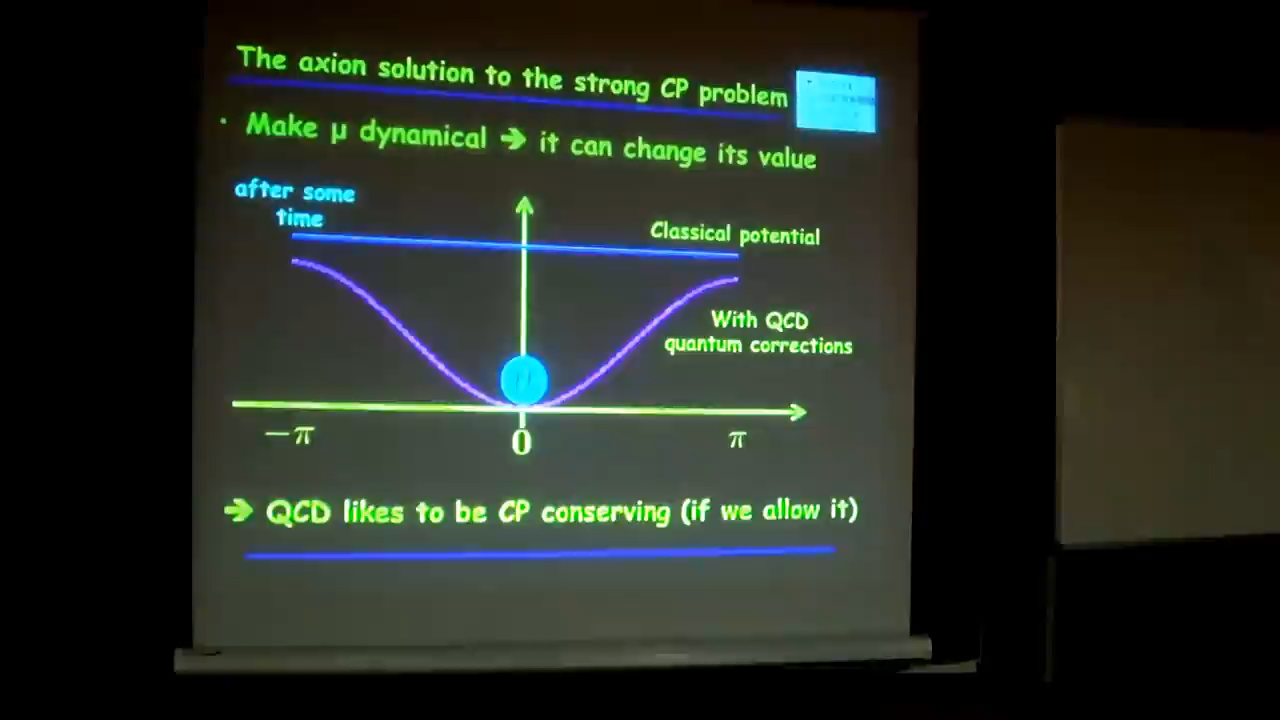 The axion solution to the strong CP problem
· Make µ dynamical ➔ it can change its value
after some
time
Classical potential
With QCD
quantum corrections
−π
0
π
➔ QCD likes to be CP conserving (if we allow it)